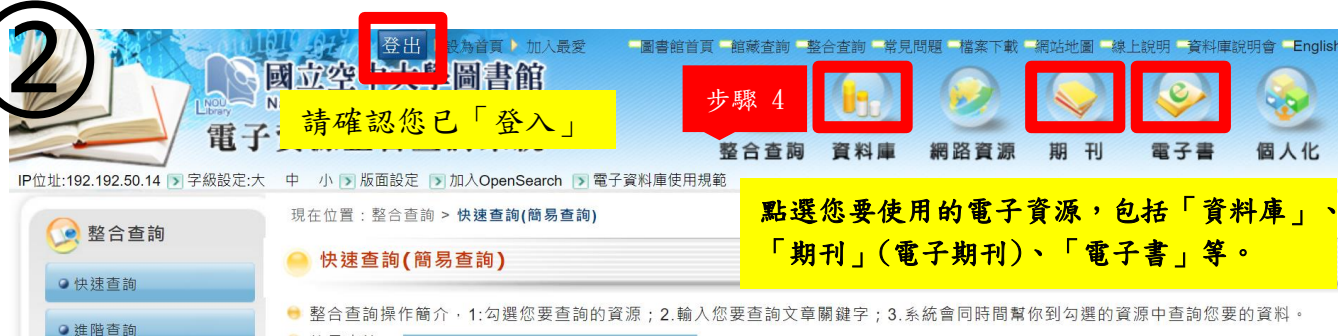 ②
登出 設為首頁 加入最愛 圖書館首頁 館藏查詢 整合查詢 常見問題 檔案下載 網站地圖 線上說明 資料庫說明會 English
國立空中大學圖書館
NOU Library
請確認您已「登入」
步驟 4
電子
整合查詢 資料庫 網路資源 期 刊 電子書 個人化
IP位址:192.192.50.14 字級設定:大 中 小 版面設定 加入OpenSearch 電子資料庫使用規範
點選您要使用的電子資源，包括「資料庫」、
「期刊」(電子期刊)、「電子書」等。
現在位置：整合查詢 > 快速查詢(簡易查詢)
整合查詢
快速查詢(簡易查詢)
快速查詢
整合查詢操作簡介，1:勾選您要查詢的資源；2.輸入您要查詢文章關鍵字；3.系統會同時間幫你到勾選的資源中查詢您要的資料。
進階查詢